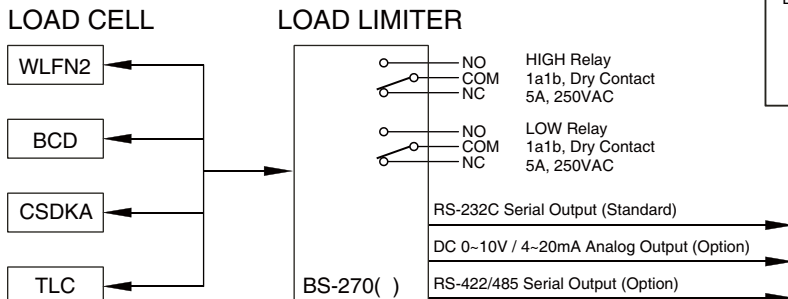 LOAD CELL
LOAD LIMITER
WLFN2
BCD
CSDKA
TLC
BS-270( )
NO
COM
NC
HIGH Relay
1a1b, Dry Contact
5A, 250VAC
NO
COM
NC
LOW Relay
1a1b, Dry Contact
5A, 250VAC
RS-232C Serial Output (Standard)
DC 0~10V / 4~20mA Analog Output (Option)
RS-422/485 Serial Output (Option)